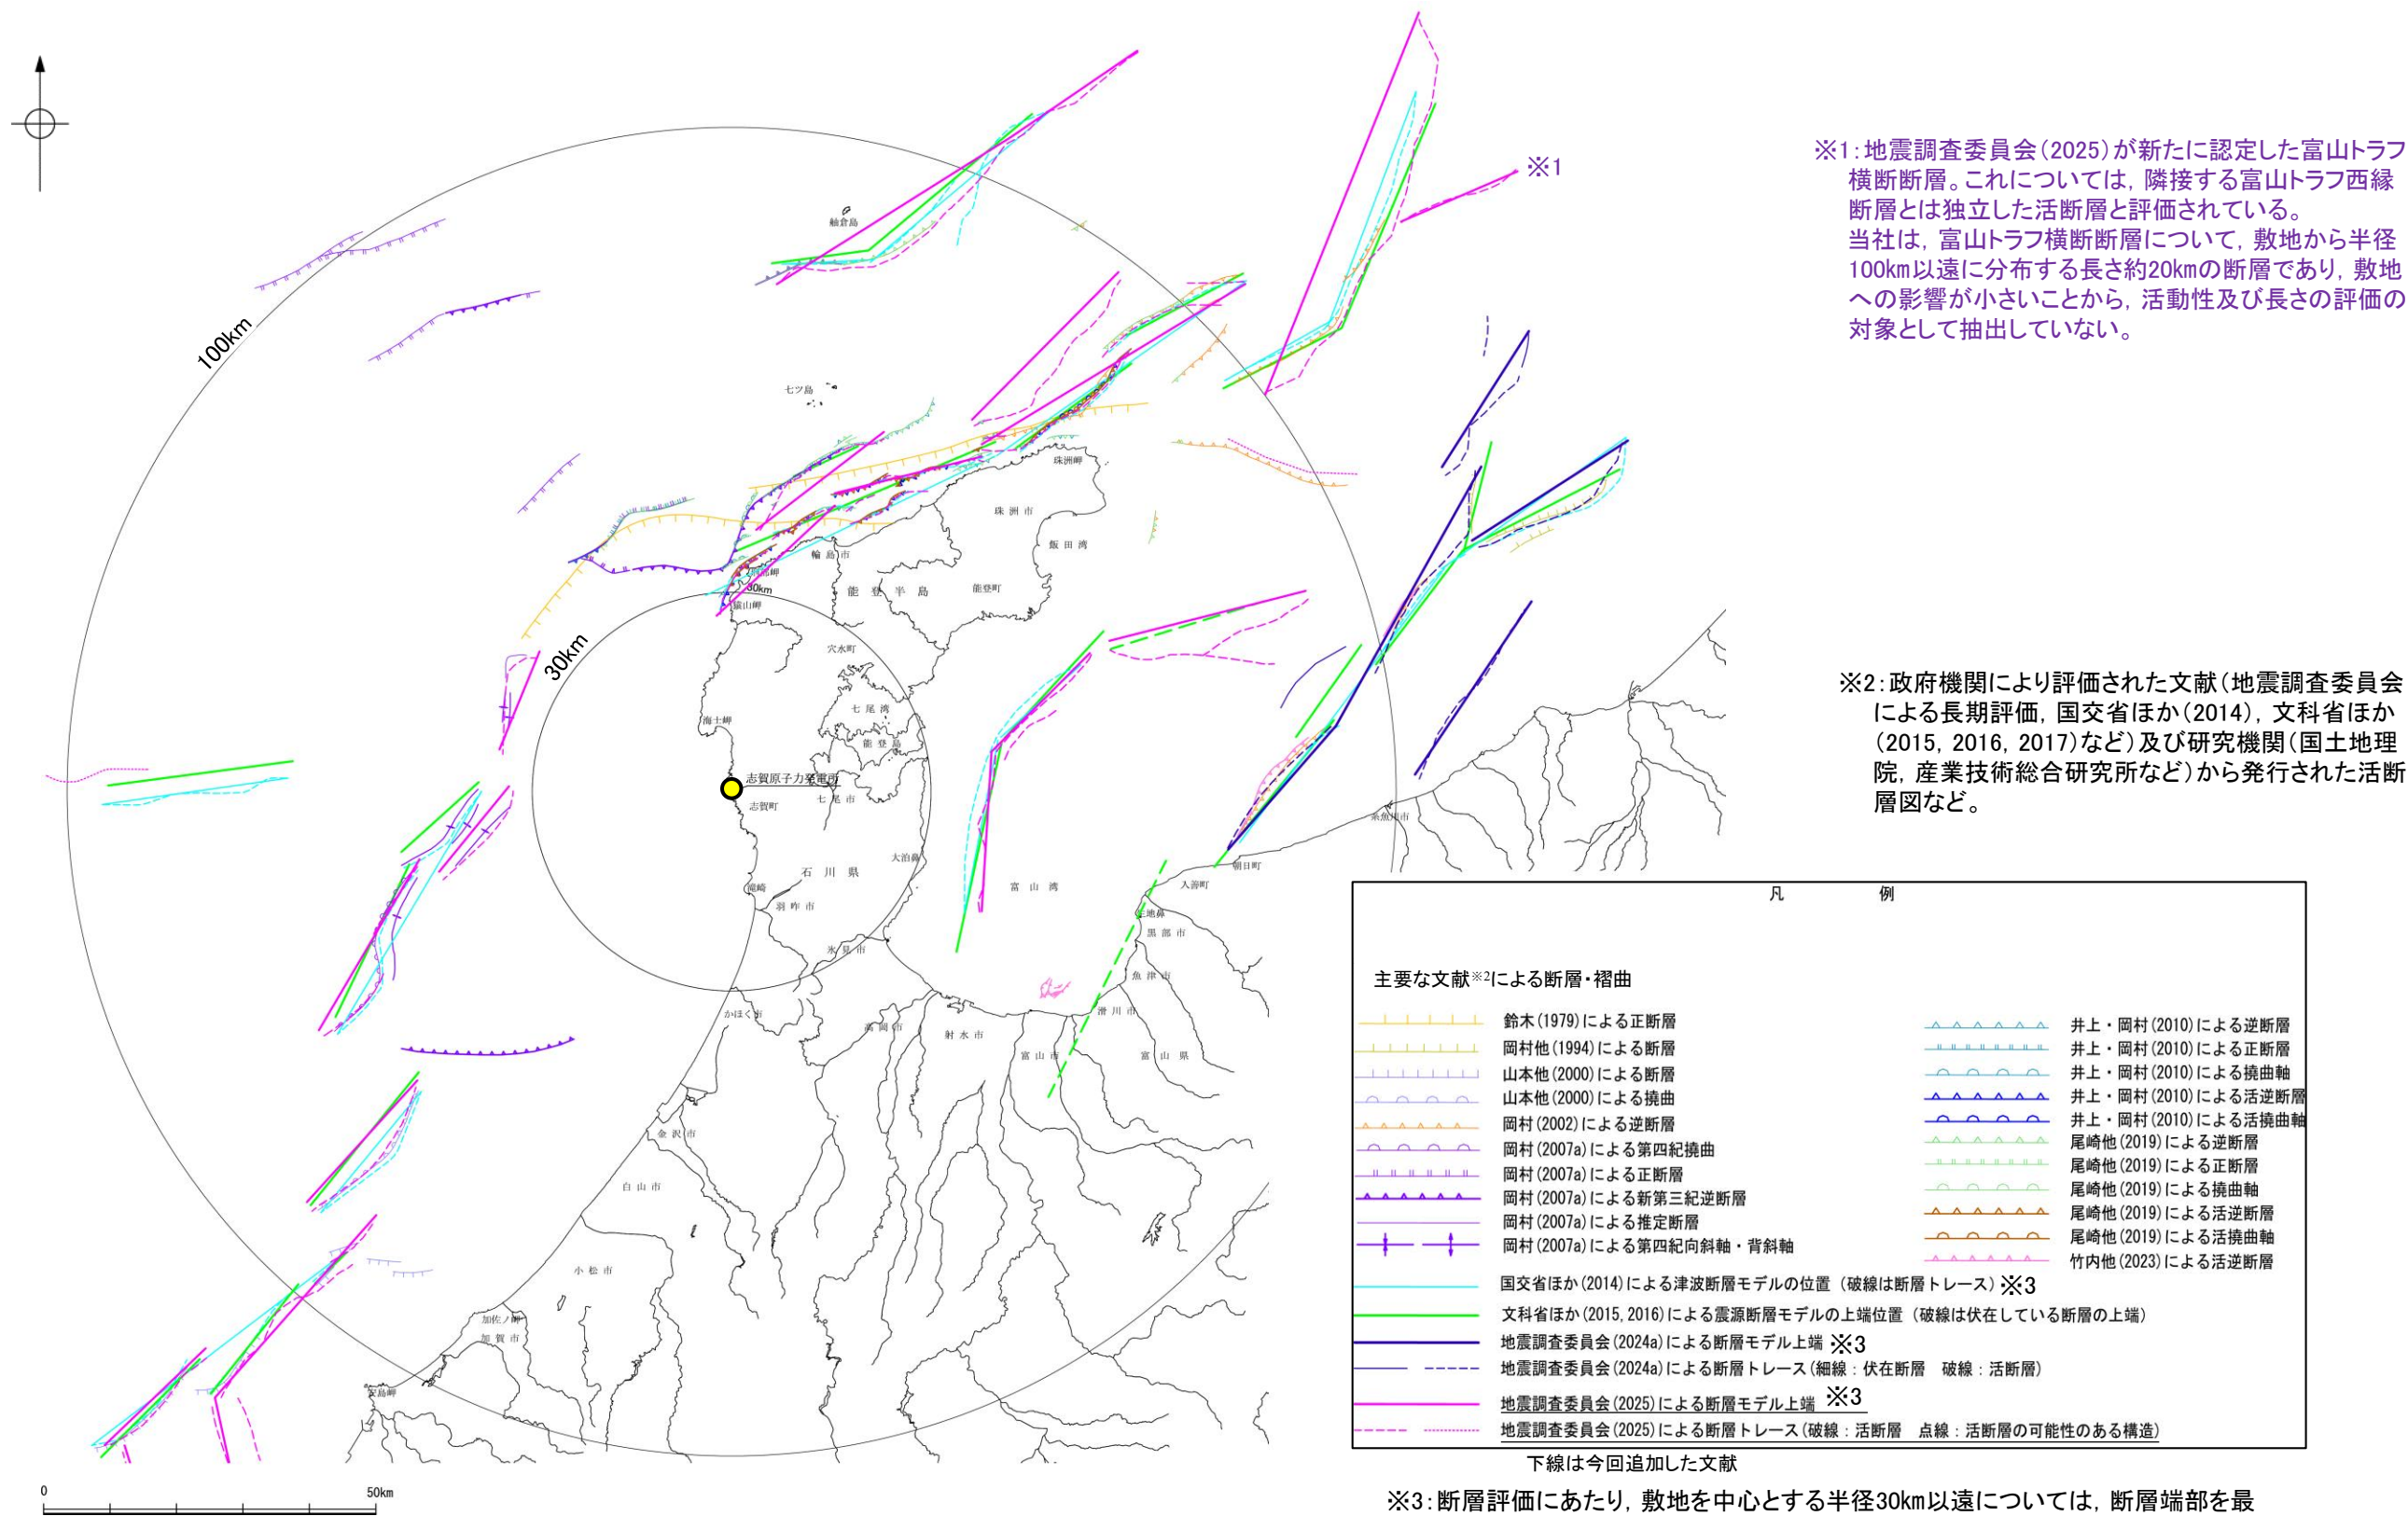 ※1
※1：地震調査委員会（2025）が新たに認定した富山トラフ
横断断層。これについては，隣接する富山トラフ西縁
断層とは独立した活断層と評価されている。
当社は，富山トラフ横断断層について，敷地から半径
100km以遠に分布する長さ約20kmの断層であり，敷地
への影響が小さいことから，活動性及び長さの評価の
対象として抽出していない。
舳倉島
100km
七ツ島
珠洲岬
珠洲市
飯田湾
輪島市
30km
能登半島
能登町
猿山岬
30km
穴水町
※2：政府機関により評価された文献（地震調査委員会
による長期評価，国交省ほか（2014），文科省ほか
（2015，2016，2017）など）及び研究機関（国土地理
院，産業技術総合研究所など）から発行された活断
層図など。
七尾湾
海士岬
能登島
志賀原子力発電所
志賀町
七尾市
糸魚川市
大泊鼻
朝日町
石川県
滝崎
富山湾
入善町
羽咋市
生地鼻
黒部市
氷見市
魚津市
かほく市
高岡市
射水市
滑川市
富山市
富山県
金沢市
白山市
小松市
加佐ノ岬
加賀市
安島岬
凡例
主要な文献※2による断層・褶曲
鈴木(1979)による正断層
岡村他(1994)による断層
山本他(2000)による断層
山本他(2000)による撓曲
岡村(2002)による逆断層
岡村(2007a)による第四紀撓曲
岡村(2007a)による正断層
岡村(2007a)による新第三紀逆断層
岡村(2007a)による推定断層
岡村(2007a)による第四紀向斜軸・背斜軸
井上・岡村(2010)による逆断層
井上・岡村(2010)による正断層
井上・岡村(2010)による撓曲軸
井上・岡村(2010)による活逆断層
井上・岡村(2010)による活撓曲軸
尾崎他(2019)による逆断層
尾崎他(2019)による正断層
尾崎他(2019)による撓曲軸
尾崎他(2019)による活逆断層
尾崎他(2019)による活撓曲軸
竹内他(2023)による活逆断層
国交省ほか(2014)による津波断層モデルの位置（破線は断層トレース）※3
文科省ほか(2015,2016)による震源断層モデルの上端位置（破線は伏在している断層の上端）
地震調査委員会(2024a)による断層モデル上端 ※3
地震調査委員会(2024a)による断層トレース(細線：伏在断層 破線：活断層)
地震調査委員会(2025)による断層モデル上端 ※3
地震調査委員会(2025)による断層トレース(破線：活断層 点線：活断層の可能性のある構造)
下線は今回追加した文献
0 50km
※3：断層評価にあたり，敷地を中心とする半径30km以遠については，断層端部を最